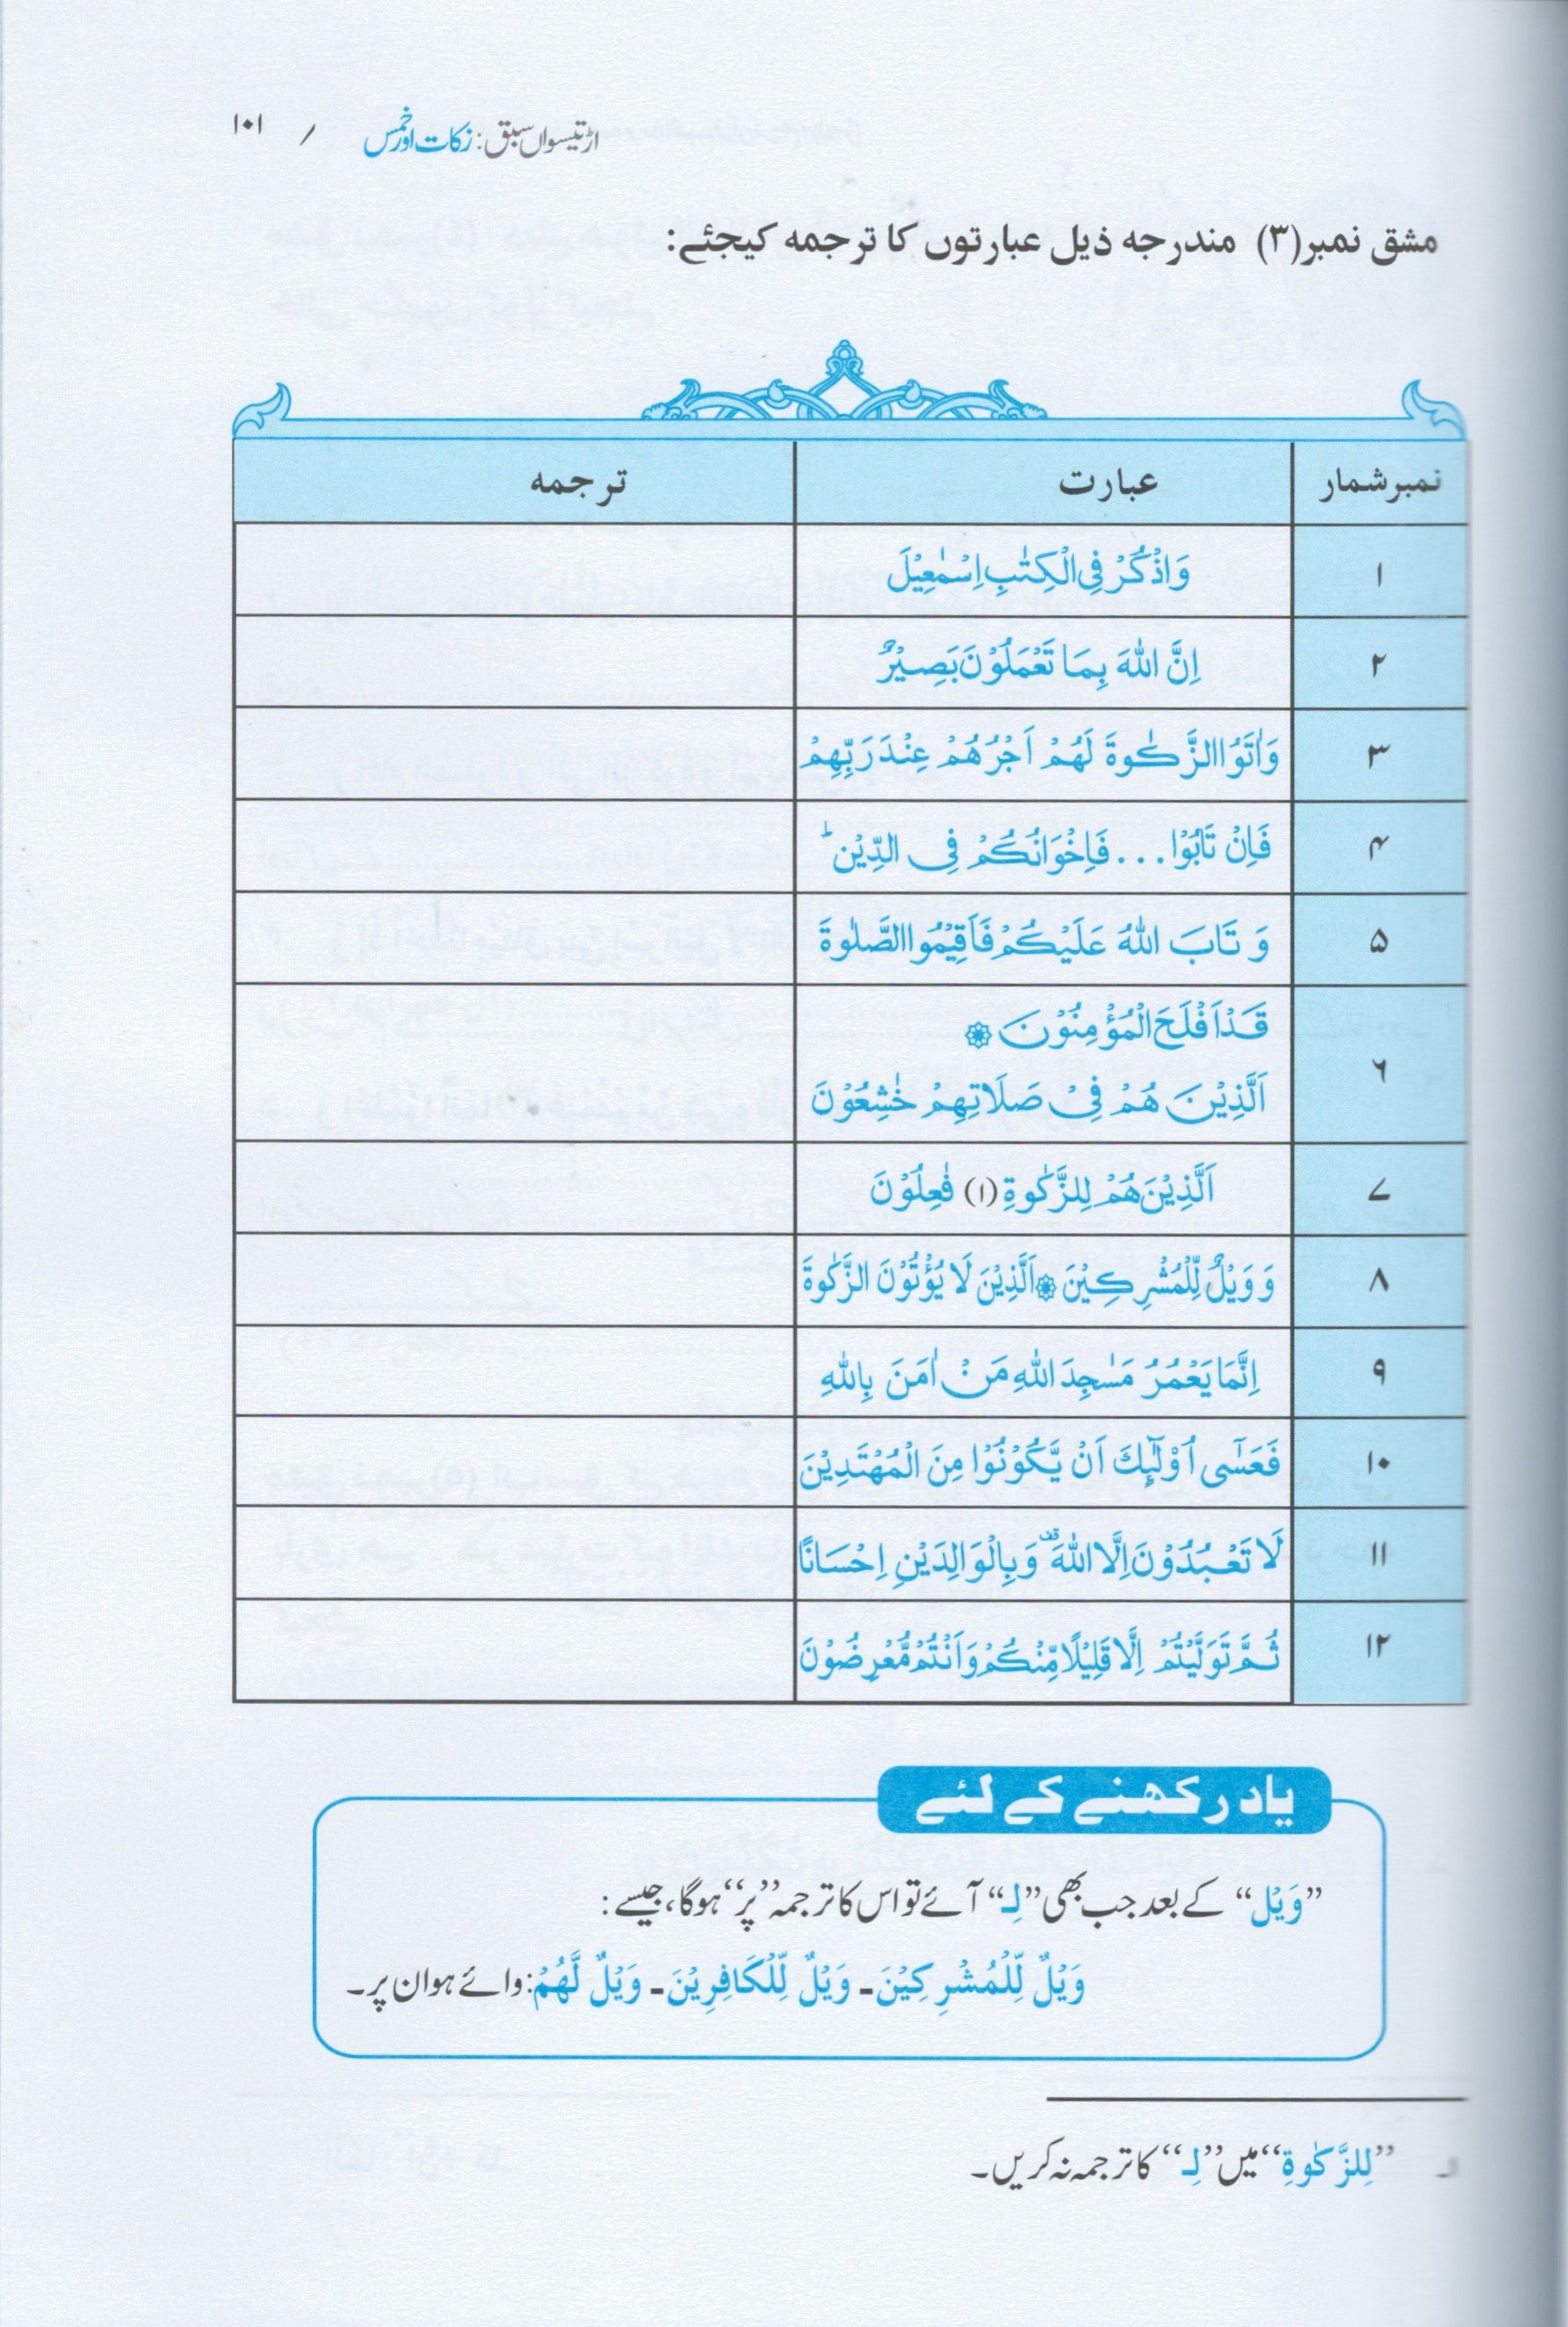 اڑتیسواں سبق: زکات اور خمس / ۱۰۱
مشق نمبر(۳) مندرجہ ذیل عبارتوں کا ترجمہ کیجئے:
نمبرشمار عبارت ترجمہ
۱ وَاذْكُرْ فِی الْكِتٰبِ اِسْمٰعِیْلَ
۲ اِنَّ اللّٰهَ بِمَا تَعْمَلُوْنَ بَصِیْرٌ
۳ وَاٰتَوُا الزَّكٰوةَ لَهُمْ اَجْرُهُمْ عِنْدَ رَبِّهِمْ
۴ فَاِنْ تَابُوْا ... فَاِخْوَانُكُمْ فِی الدِّیْنِ ؕ
۵ وَ تَابَ اللّٰهُ عَلَیْكُمْ فَاَقِیْمُوا الصَّلٰوةَ
۶ قَدْ اَفْلَحَ الْمُؤْمِنُوْنَ ۞
اَلَّذِیْنَ هُمْ فِیْ صَلَاتِهِمْ خٰشِعُوْنَ
۷ اَلَّذِیْنَ هُمْ لِلزَّكٰوةِ (۱) فٰعِلُوْنَ
۸ وَ وَیْلٌ لِّلْمُشْرِكِیْنَ ۞ اَلَّذِیْنَ لَا یُؤْتُوْنَ الزَّكٰوةَ
۹ اِنَّمَا یَعْمُرُ مَسٰجِدَ اللّٰهِ مَنْ اٰمَنَ بِاللّٰهِ
۱۰ فَعَسٰۤی اُوْلٰٓئِكَ اَنْ یَّكُوْنُوْا مِنَ الْمُهْتَدِیْنَ
۱۱ لَا تَعْبُدُوْنَ اِلَّا اللّٰهَ ۫ وَ بِالْوَالِدَیْنِ اِحْسَانًا
۱۲ ثُمَّ تَوَلَّیْتُمْ اِلَّا قَلِیْلًا مِّنْكُمْ وَ اَنْتُمْ مُّعْرِضُوْنَ
یاد رکھنے کے لئے
”وَیْل“ کے بعد جب بھی ”لِـ“ آئے تو اس کا ترجمہ ”پر“ ہوگا، جیسے:
وَیْلٌ لِّلْمُشْرِكِیْنَ۔ وَیْلٌ لِّلْكَافِرِیْنَ۔ وَیْلٌ لَّهُمْ: وائے ہو ان پر۔
۱۔ ”لِلزَّكٰوةِ“ میں ”لِـ“ کا ترجمہ نہ کریں۔